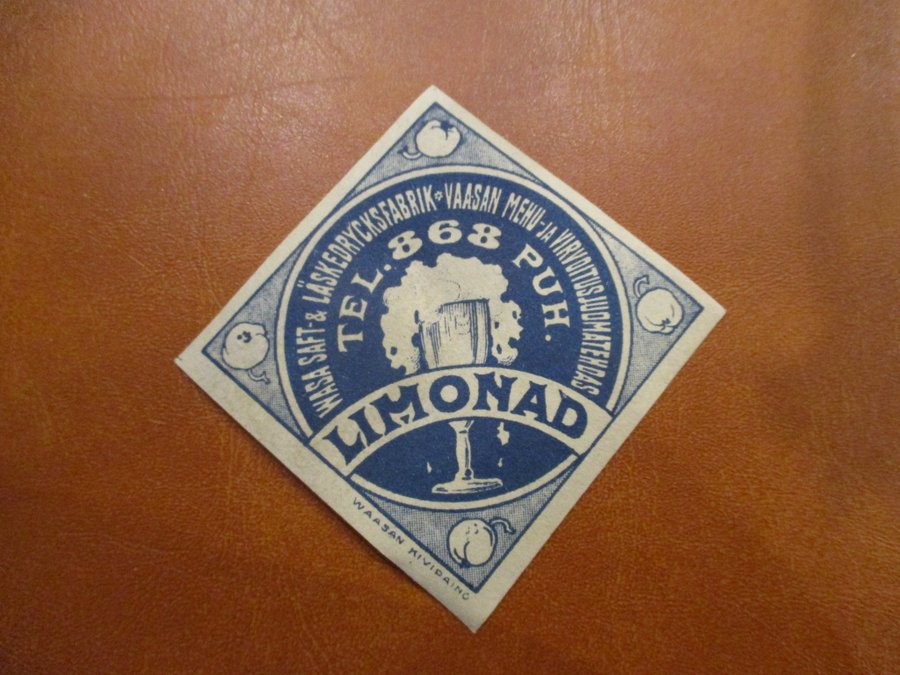 WASA SAFT- & LÄSKEDRYCKSFABRIK * VAASAN MEHU- JA VIRVOITUSJUOMATEHDAS
TEL. 868 PUH.
LIMONAD
WAASAN KIVIPAINO